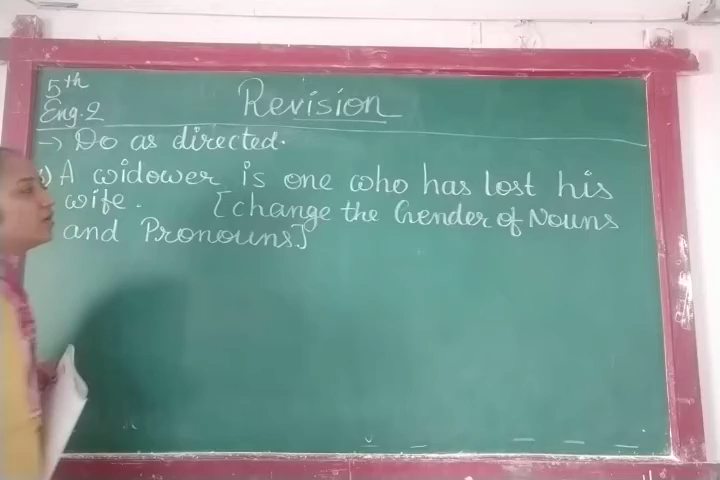 5th
Eng.2
Revision
→ Do as directed.
) A widower is one who has lost his
wife. [change the Gender of Nouns
and Pronouns]